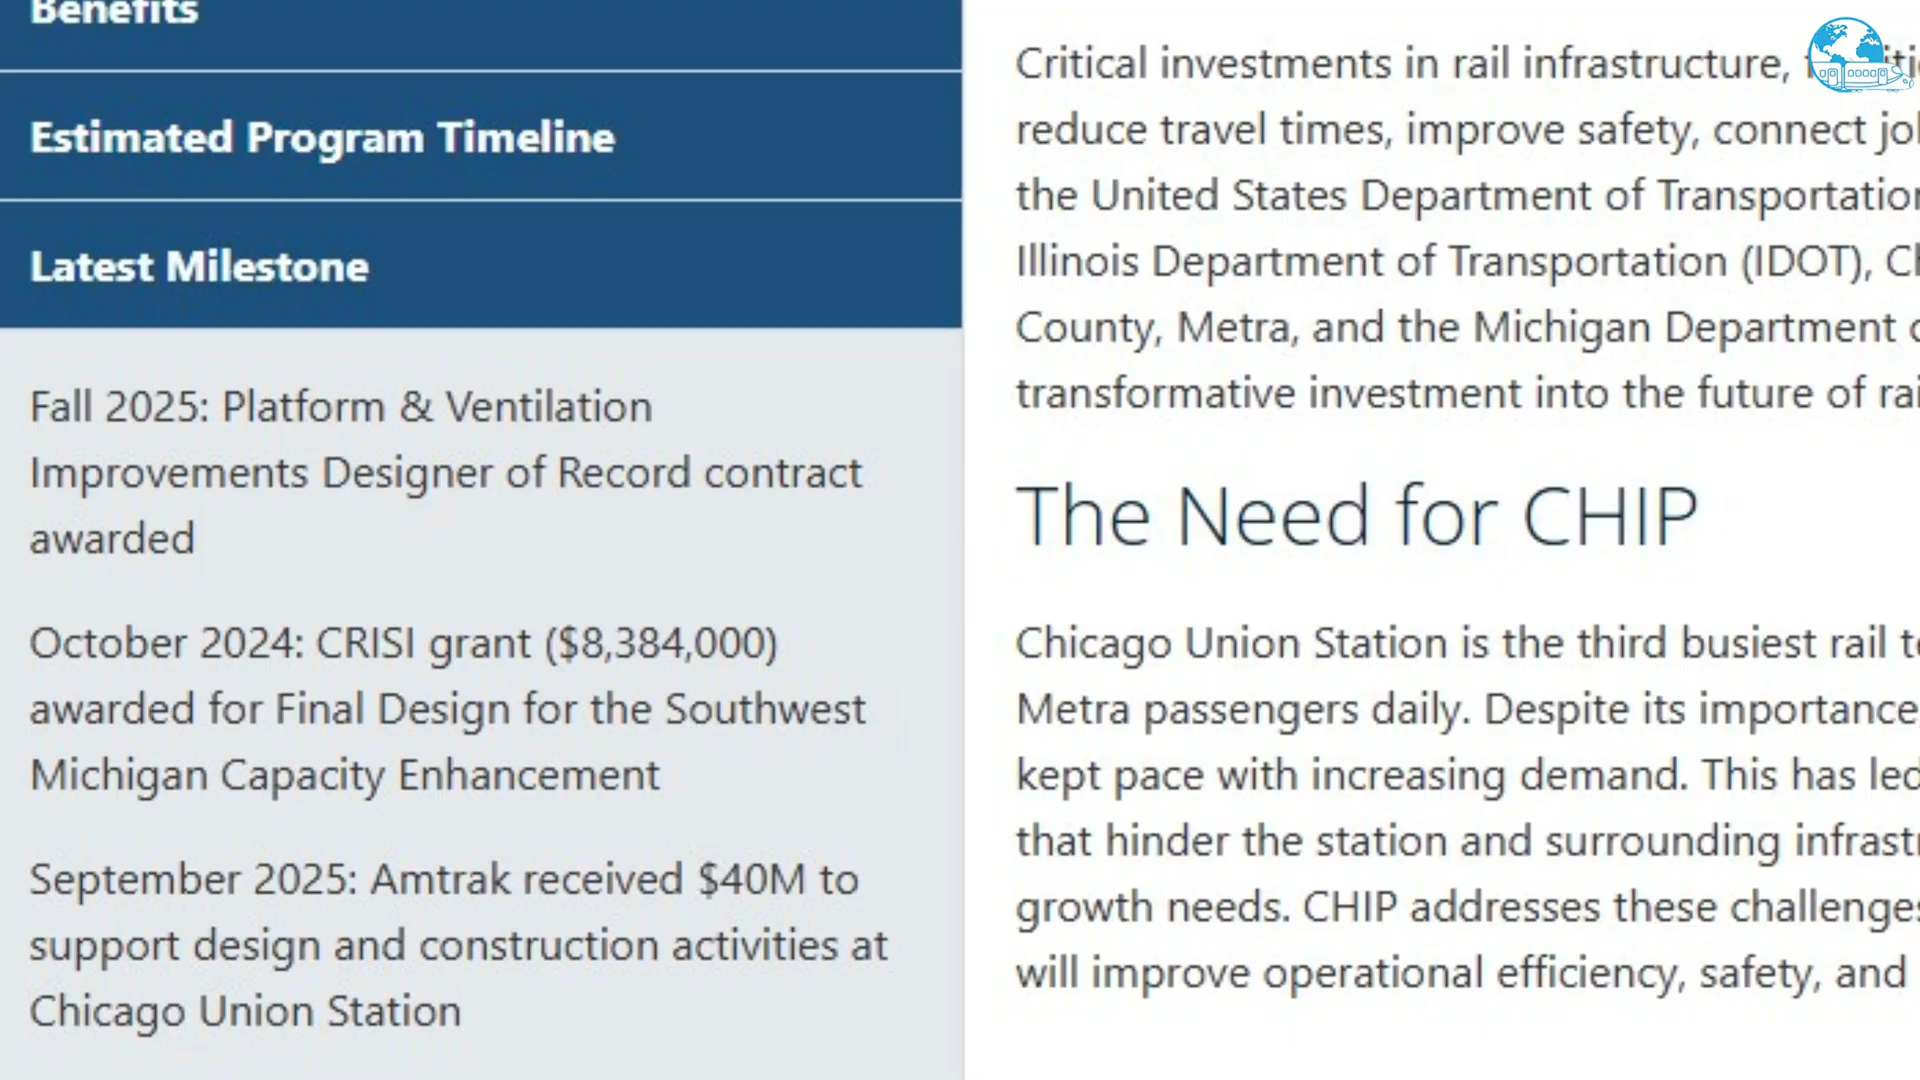 Benefits
Estimated Program Timeline
Latest Milestone
Fall 2025: Platform & Ventilation
Improvements Designer of Record contract
awarded
October 2024: CRISI grant ($8,384,000)
awarded for Final Design for the Southwest
Michigan Capacity Enhancement
September 2025: Amtrak received $40M to
support design and construction activities at
Chicago Union Station
Critical investments in rail infrastructure,
reduce travel times, improve safety, connect
the United States Department of
Illinois Department of Transportation (IDOT),
County, Metra, and the Michigan Department
transformative investment into the future of
The Need for CHIP
Chicago Union Station is the third busiest rail
Metra passengers daily. Despite its importance
kept pace with increasing demand. This has led
that hinder the station and surrounding
growth needs. CHIP addresses these challenges
will improve operational efficiency, safety, and